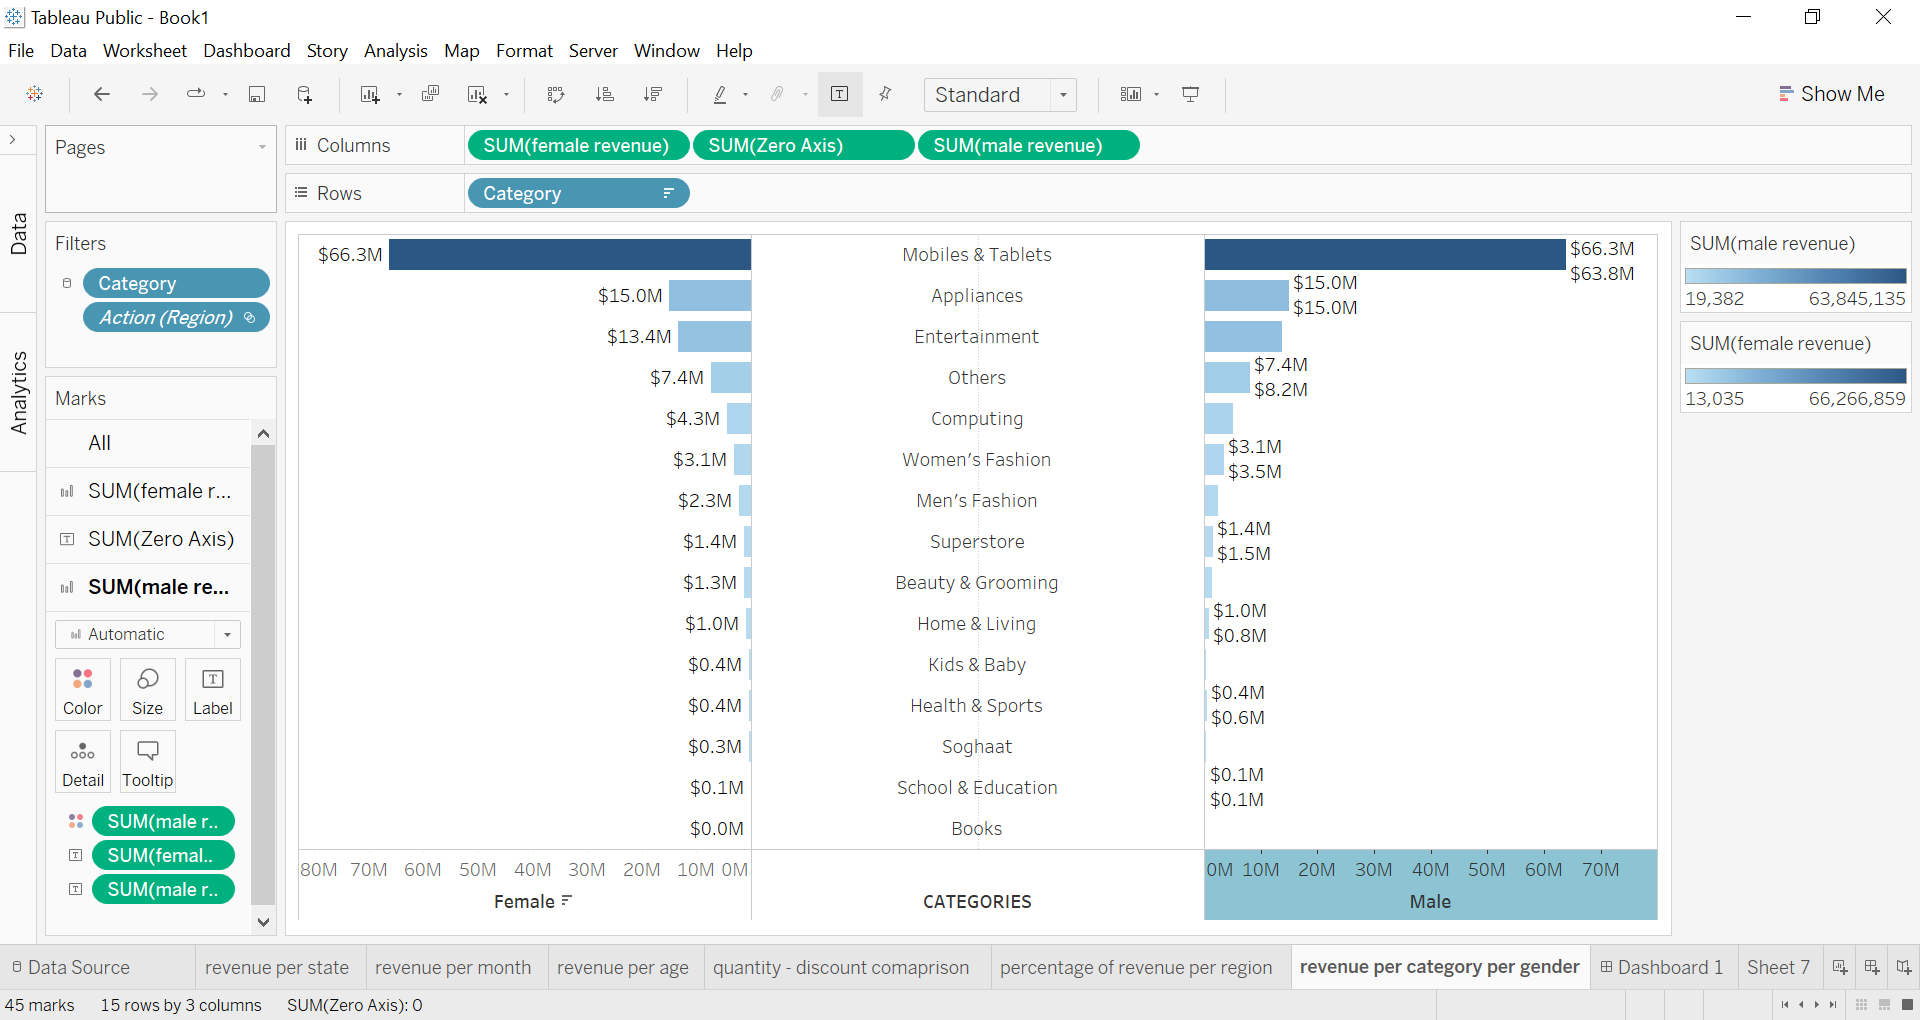 Tableau Public - Book1
File Data Worksheet Dashboard Story Analysis Map Format Server Window Help
Standard
Show Me
Pages
Columns
SUM(female revenue)
SUM(Zero Axis)
SUM(male revenue)
Rows
Category
Data
Analytics
Filters
Category
Action (Region)
Marks
All
SUM(female r...
SUM(Zero Axis)
SUM(male re...
Automatic
Color
Size
Label
Detail
Tooltip
SUM(male r..
SUM(femal..
SUM(male r..
$66.3M Mobiles & Tablets $66.3M
$63.8M
$15.0M Appliances $15.0M
$15.0M
$13.4M Entertainment
$7.4M Others $7.4M
$8.2M
$4.3M Computing
$3.1M Women's Fashion $3.1M
$3.5M
$2.3M Men's Fashion
$1.4M Superstore $1.4M
$1.5M
$1.3M Beauty & Grooming
$1.0M Home & Living $1.0M
$0.8M
$0.4M Kids & Baby
$0.4M Health & Sports $0.4M
$0.6M
$0.3M Soghaat
$0.1M School & Education $0.1M
$0.1M
$0.0M Books
80M 70M 60M 50M 40M 30M 20M 10M 0M
0M 10M 20M 30M 40M 50M 60M 70M
Female CATEGORIES Male
SUM(male revenue)
19,382 63,845,135
SUM(female revenue)
13,035 66,266,859
Data Source revenue per state revenue per month revenue per age quantity - discount comaprison percentage of revenue per region revenue per category per gender Dashboard 1 Sheet 7
45 marks 15 rows by 3 columns SUM(Zero Axis): 0